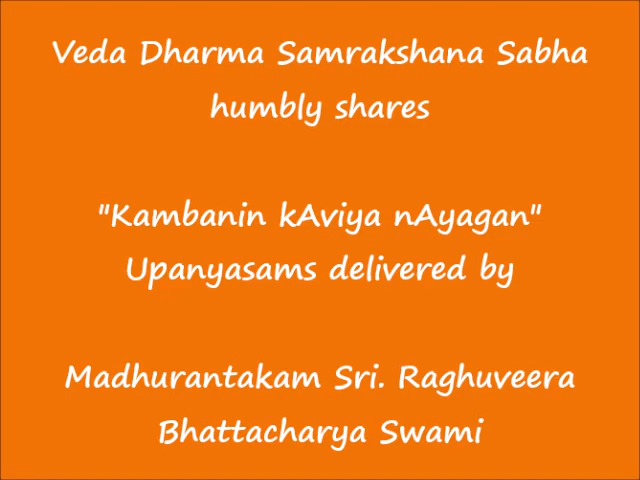 Veda Dharma Samrakshana Sabha
humbly shares
"Kambanin kAviya nAyagan"
Upanyasams delivered by
Madhurantakam Sri. Raghuveera
Bhattacharya Swami